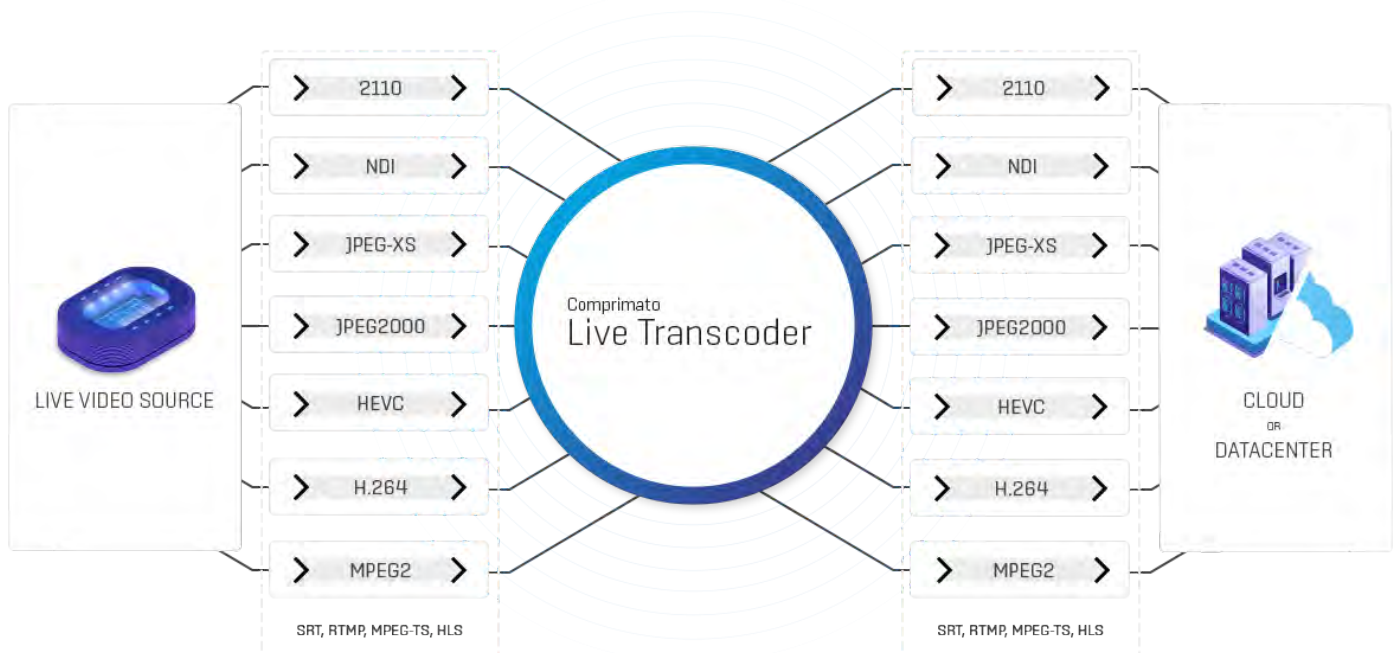 LIVE VIDEO SOURCE
2110
NDI
JPEG-XS
JPEG2000
HEVC
H.264
MPEG2
SRT, RTMP, MPEG-TS, HLS
Comprimato
Live Transcoder
2110
NDI
JPEG-XS
JPEG2000
HEVC
H.264
MPEG2
SRT, RTMP, MPEG-TS, HLS
CLOUD
OR
DATACENTER